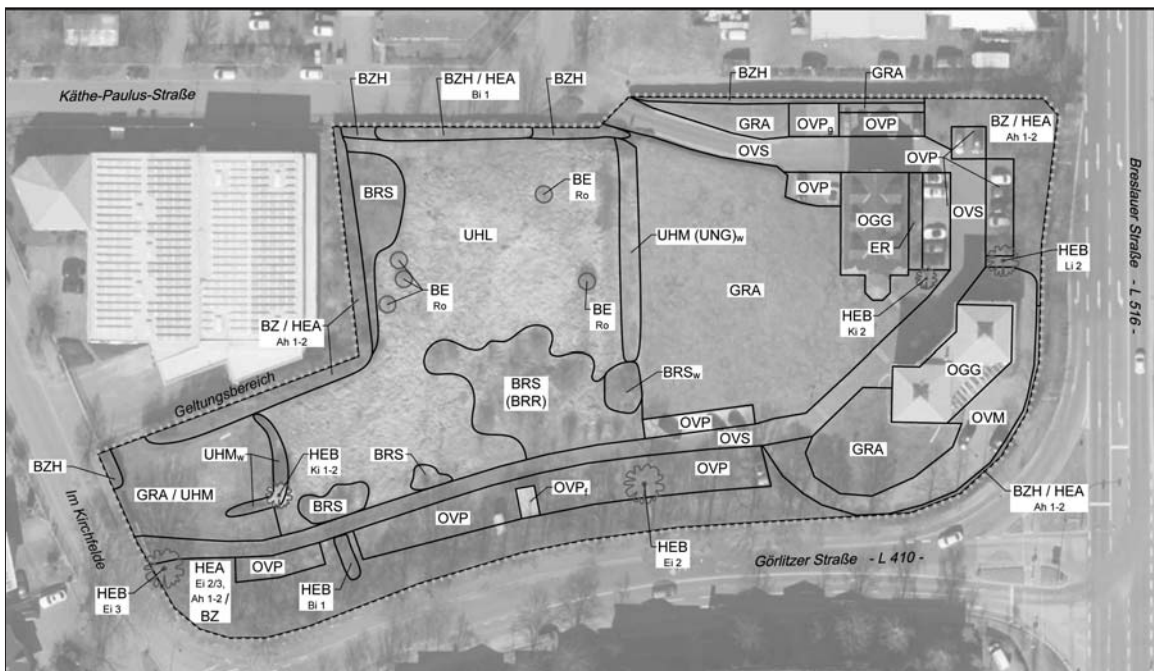 Käthe-Paulus-Straße
BZH
BZH / HEA
Bi 1
BZH
BZH
GRA
GRA
OVPg
OVP
BZ / HEA
Ah 1-2
OVP
OVS
OVP
BRS
BE
Ro
UHL
UHM (UNG)w
OGG
ER
OVS
HEB
Li 2
Breslauer Straße - L 516 -
BE
Ro
BE
Ro
GRA
HEB
Ki 2
BZ / HEA
Ah 1-2
Geltungsbereich
BRS
(BRR)
BRSw
OGG
OVP
OVS
OVM
GRA
BZH
UHMw
HEB
Ki 1-2
BRS
GRA / UHM
BRS
OVPf
OVP
OVP
BZH / HEA
Ah 1-2
Im Kirchfelde
HEB
Ei 3
HEA
Ei 2/3,
Ah 1-2 /
BZ
OVP
HEB
Bi 1
HEB
Ei 2
Görlitzer Straße - L 410 -